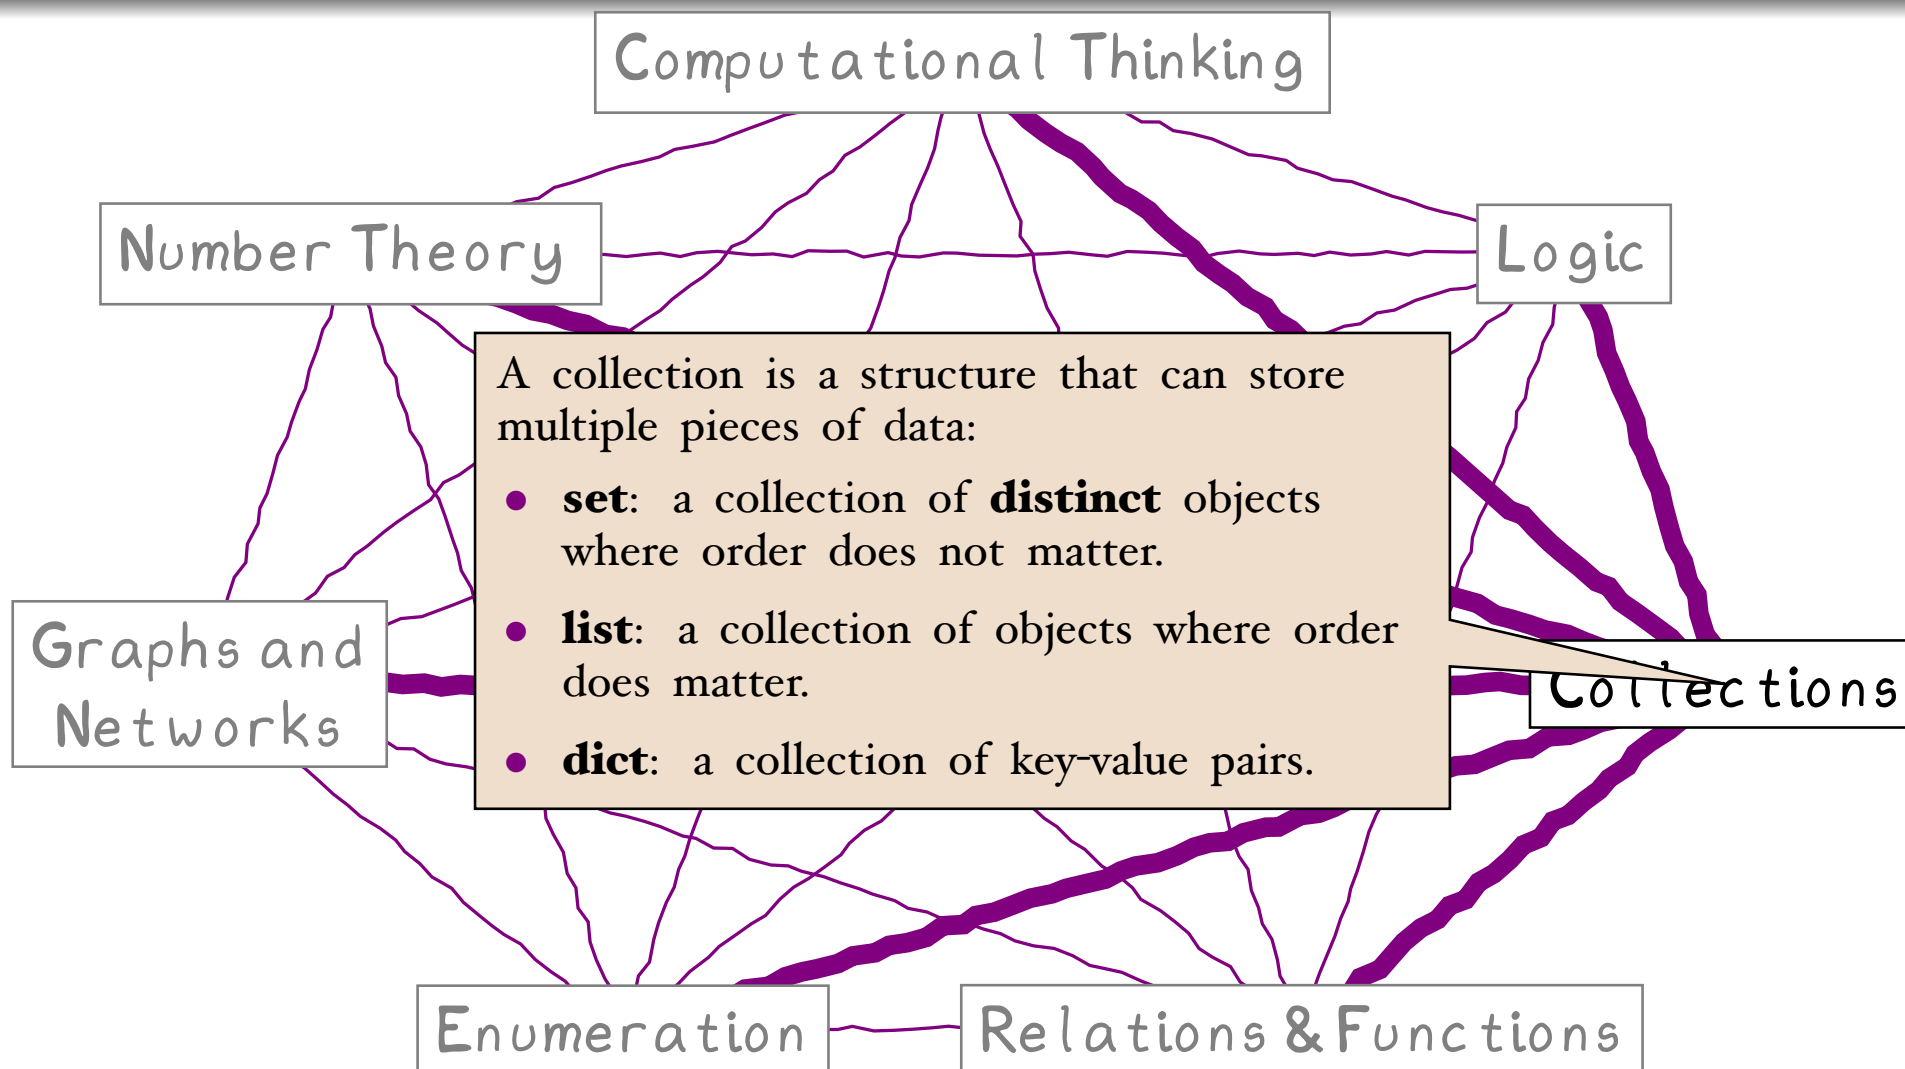 Computational Thinking
Number Theory
Logic
A collection is a structure that can store
multiple pieces of data:
• set: a collection of distinct objects
where order does not matter.
• list: a collection of objects where order
does matter.
• dict: a collection of key-value pairs.
Graphs and
Networks
Collections
Enumeration
Relations & Functions